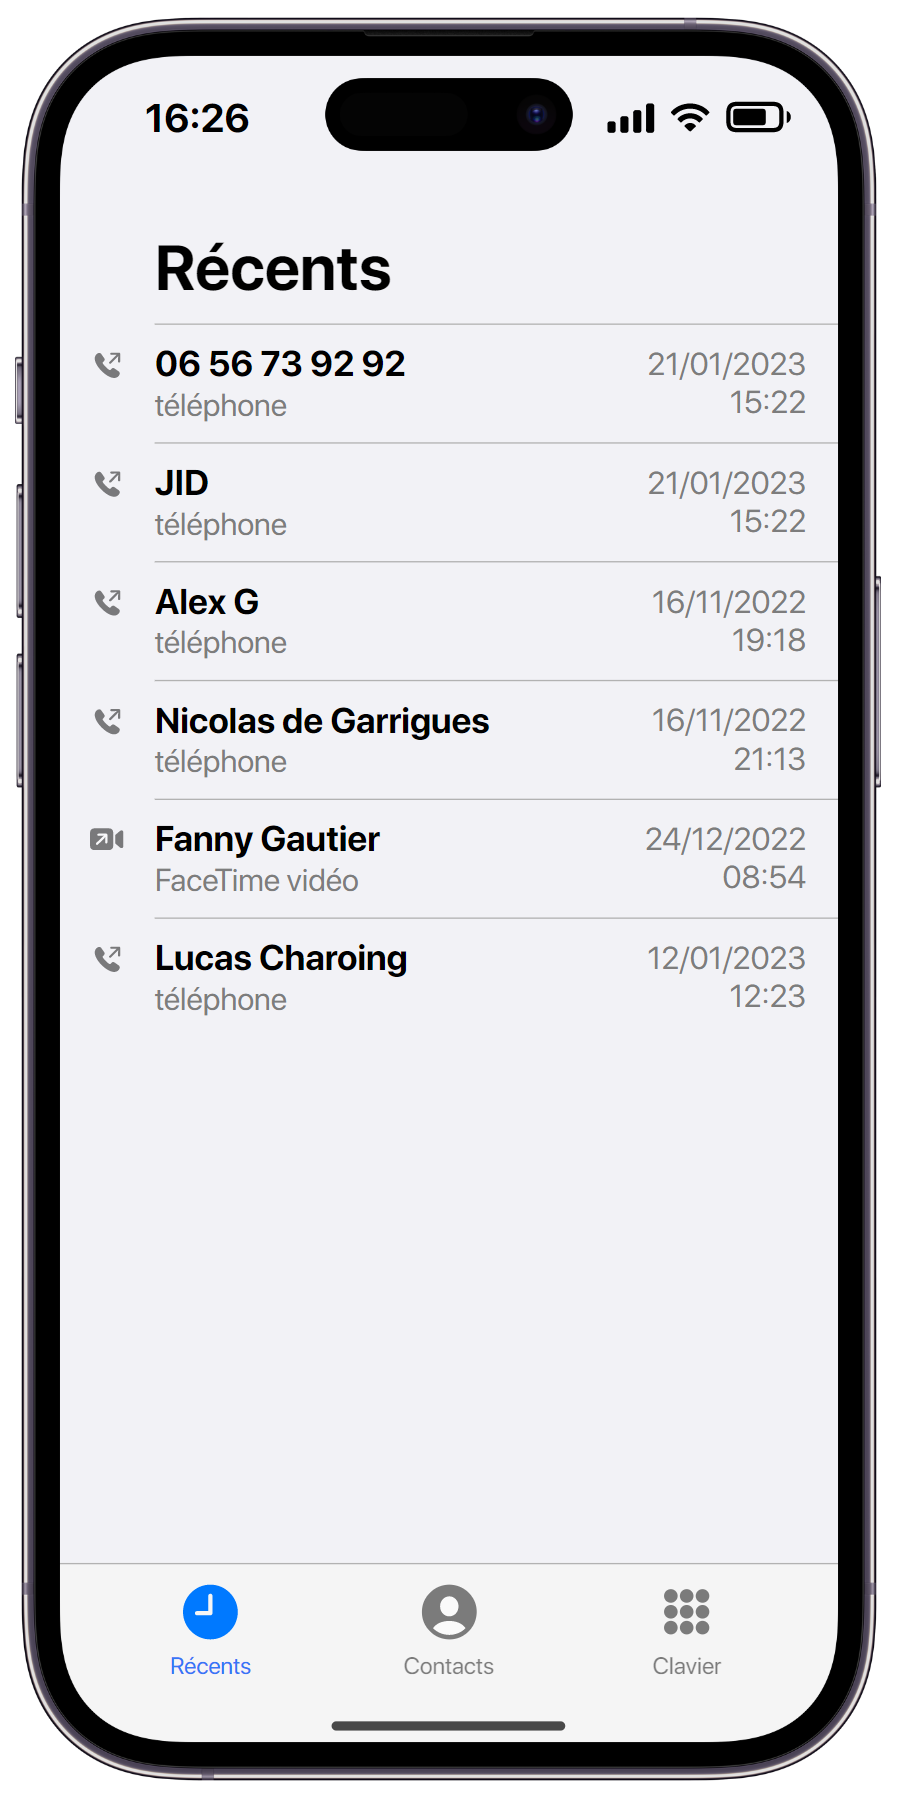 16:26
Récents
06 56 73 92 92
21/01/2023
téléphone
15:22
JID
21/01/2023
téléphone
15:22
Alex G
16/11/2022
téléphone
19:18
Nicolas de Garrigues
16/11/2022
téléphone
21:13
Fanny Gautier
24/12/2022
FaceTime vidéo
08:54
Lucas Charoing
12/01/2023
téléphone
12:23
Récents
Contacts
Clavier